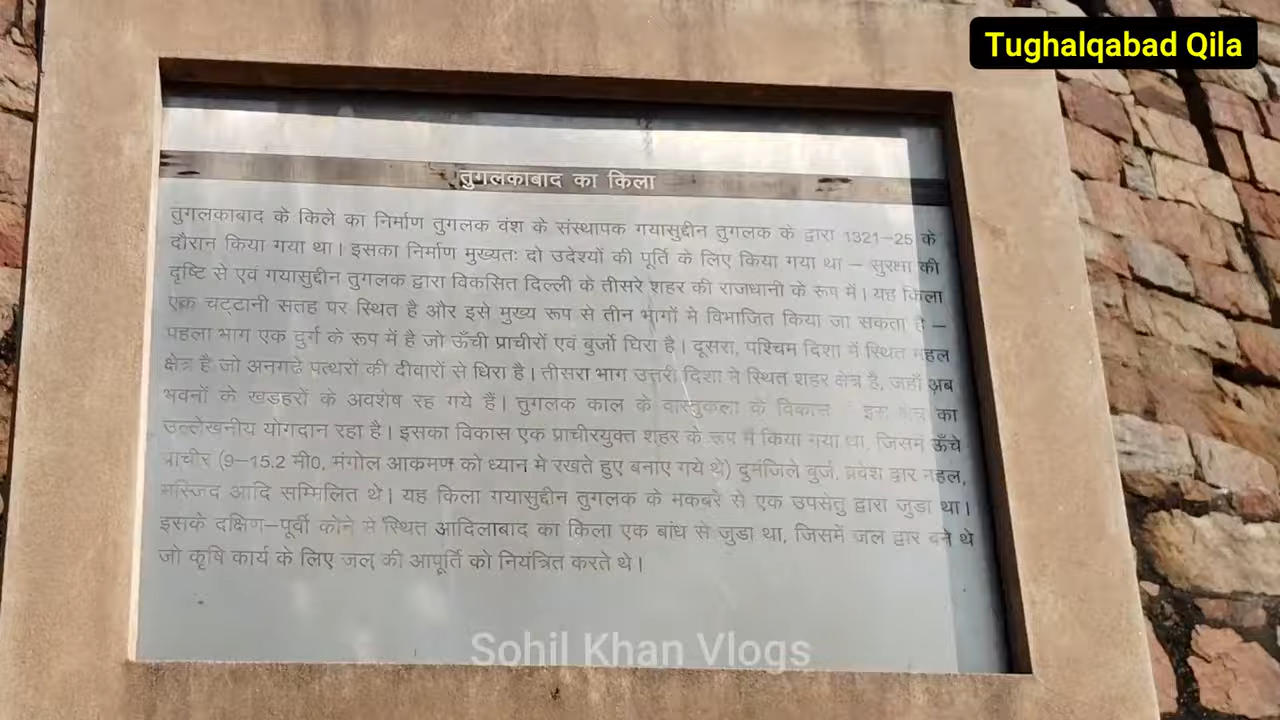 Tughalqabad Qila
तुगलकाबाद का किला
तुगलकाबाद के किले का निर्माण तुगलक वंश के संस्थापक गयासुद्दीन तुगलक के द्वारा 1321–25 के
दौरान किया गया था। इसका निर्माण मुख्यतः दो उदेश्यों की पूर्ति के लिए किया गया था – सुरक्षा की
दृष्टि से एवं गयासुद्दीन तुगलक द्वारा विकसित दिल्ली के तीसरे शहर की राजधानी के रूप में। यह किला
एक चट्टानी सतह पर स्थित है और इसे मुख्य रूप से तीन भागों मे विभाजित किया जा सकता है –
पहला भाग एक दुर्ग के रूप में है जो ऊँची प्राचीरों एवं बुर्जो घिरा है। दूसरा, पश्चिम दिशा में स्थित महल
क्षेत्र है जो अनगढे पत्थरों की दीवारों से घिरा है। तीसरा भाग उत्तरी दिशा मे स्थित शहर क्षेत्र है, जहाँ अब
भवनों के खडहरों के अवशेष रह गये हैं। तुगलक काल के वास्तुकला के इस का
उल्लेखनीय योगदान रहा है। इसका विकास एक प्राचीरयुक्त शहर के रूप में किया गया था, जिसमें ऊँचे
प्राचीर (9–15.2 मी0, मंगोल आकमण को ध्यान मे रखते हुए बनाए गये थे) दुमंजिले बुर्ज, प्रवेश द्वार महल,
मस्जिद आदि सम्मिलित थे। यह किला गयासुद्दीन तुगलक के मकबरे से एक उपसेतु द्वारा जुडा था।
इसके दक्षिण–पूर्वी कोने मे स्थित आदिलाबाद का किला एक बांध से जुडा था, जिसमें जल द्वार बने थे
जो कृषि कार्य के लिए जल की आपूर्ति को नियंत्रित करते थे।
Sohil Khan Vlogs